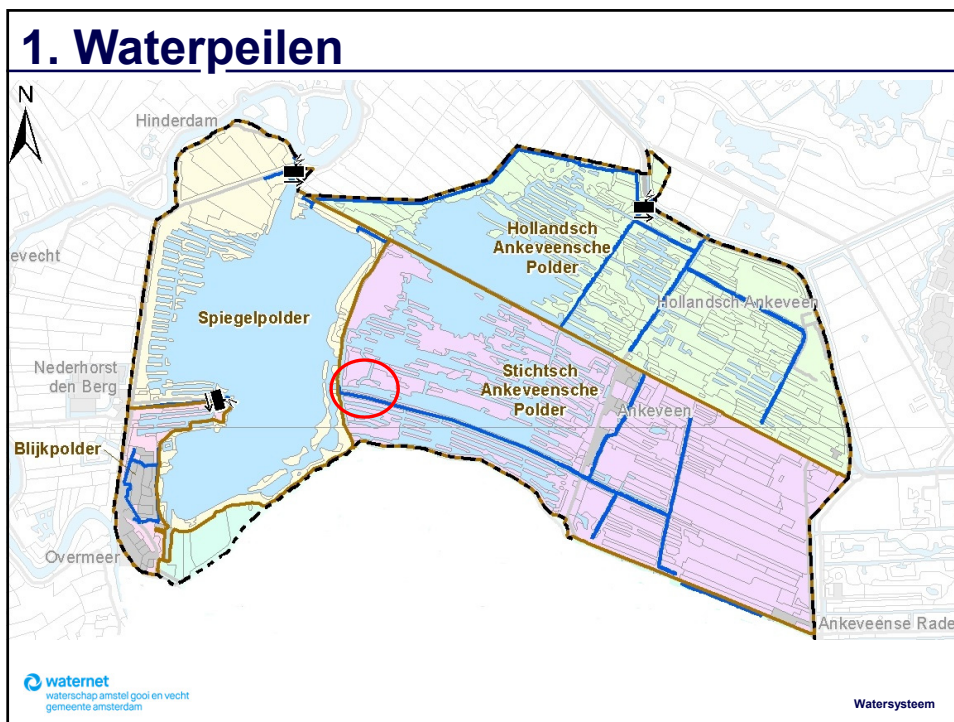 1. Waterpeilen
N
Hinderdam
Hollandsch
Ankeveensche
Polder
evecht
Hollandsch Ankeveen
Spiegelpolder
Nederhorst
den Berg
Stichtsch
Ankeveensche
Polder
Ankeveen
Blijkpolder
Overmeer
Ankeveense Rade
waternet
waterschap amstel gooi en vecht
gemeente amsterdam
Watersysteem